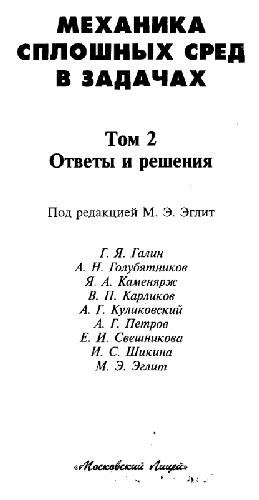 МЕХАНИКА
СПЛОШНЫХ СРЕД
В ЗАДАЧАХ
Том 2
Ответы и решения
Под редакцией М. Э. Эглит
Г. Я. Галин
А. Н. Голубятников
Я. А. Каменярж
В. П. Карликов
А. Г. Куликовский
А. Г. Петров
Е. И. Свешникова
И. С. Шикина
М. Э. Эглит
«Московский Лицей»